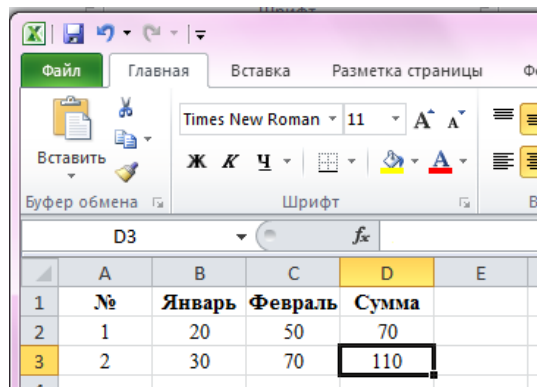 Файл Главная Вставка Разметка страницы
Вставить
Times New Roman 11 A A
Ж К Ч A
Буфер обмена Шрифт
D3 fx
A B C D E
1 № Январь Февраль Сумма
2 1 20 50 70
3 2 30 70 110